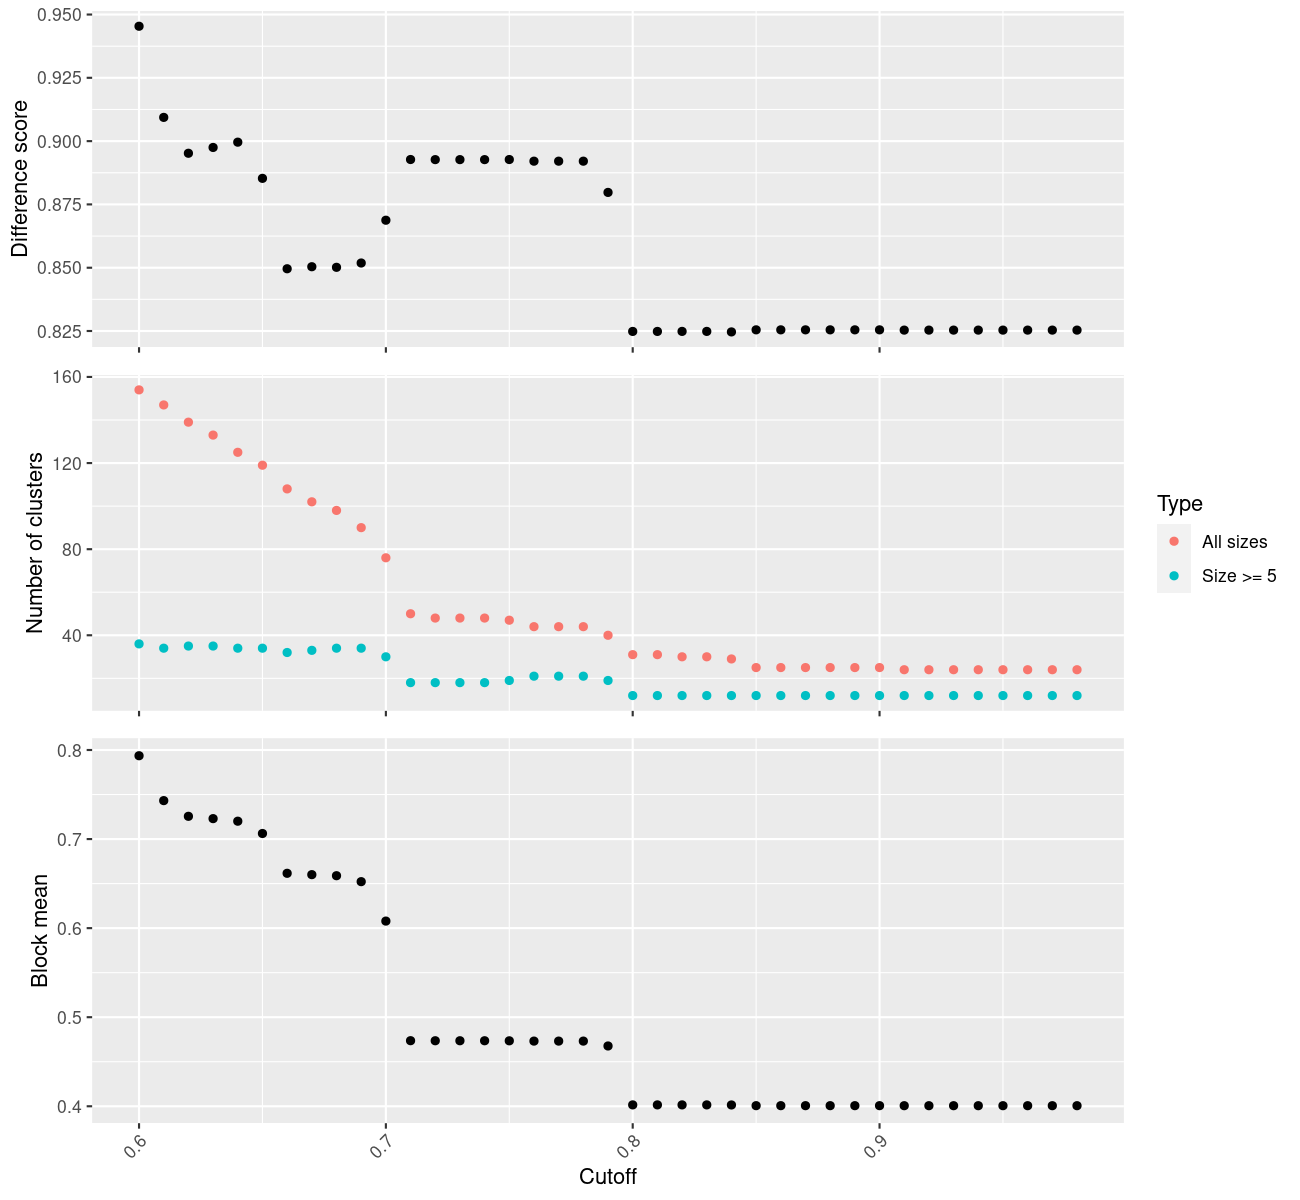 0.950
0.925
0.900
0.875
0.850
0.825
Difference score
160
120
80
40
Number of clusters
Type
All sizes
Size >= 5
0.8
0.7
0.6
0.5
0.4
Block mean
0.6
0.7
0.8
0.9
Cutoff